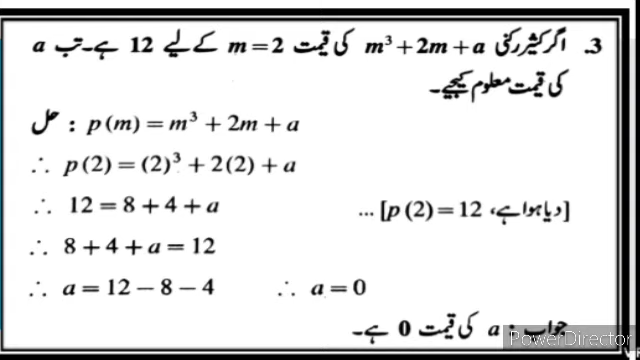 3. اگر کثیر رکنی m³ + 2m + a کی قیمت m = 2 کے لیے 12 ہے۔ تب a
کی قیمت معلوم کیجیے۔
حل : p(m) = m³ + 2m + a
∴ p(2) = (2)³ + 2(2) + a
∴ 12 = 8 + 4 + a ... [p(2) = 12 ،دیا ہوا ہے]
∴ 8 + 4 + a = 12
∴ a = 12 − 8 − 4 ∴ a = 0
جواب : a کی قیمت 0 ہے۔
PowerDirector